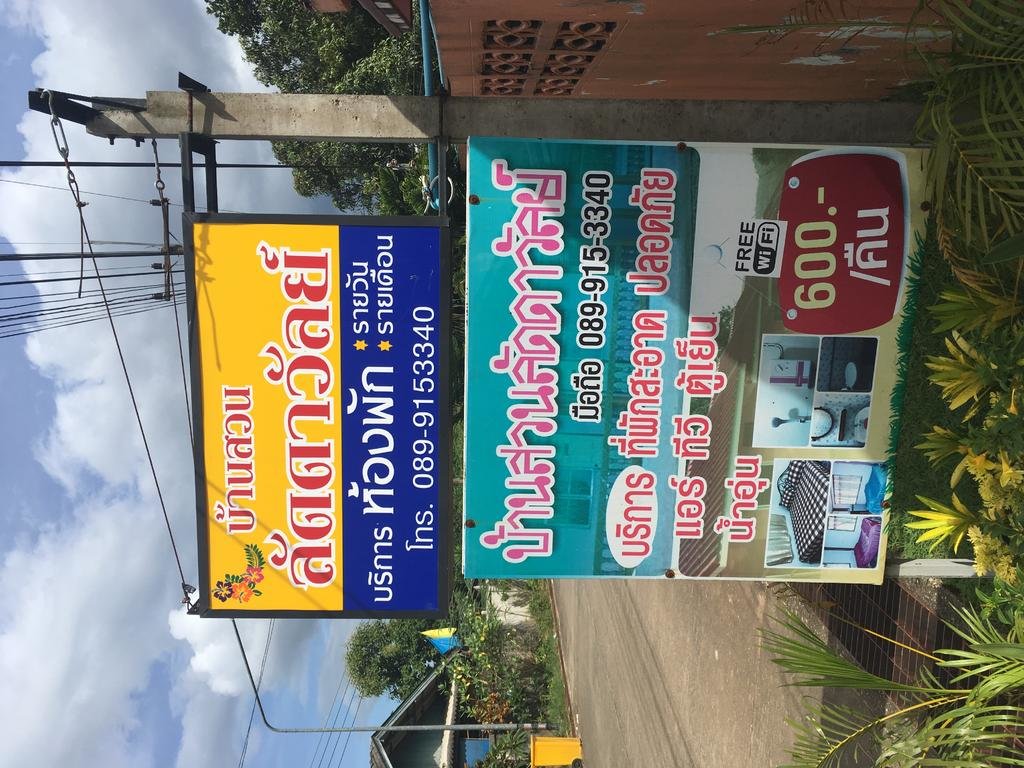 บ้านสวน
ลัดดาวัลย์
บริการ ห้องพัก * รายวัน
* รายเดือน
โทร. 089-9153340
บ้านสวนลัดดาวัลย์
มือถือ 089-915-3340
บริการ ที่พักสะอาด ปลอดภัย
แอร์ ทีวี ตู้เย็น
น้ำอุ่น
FREE
Wi Fi
600.-
/คืน